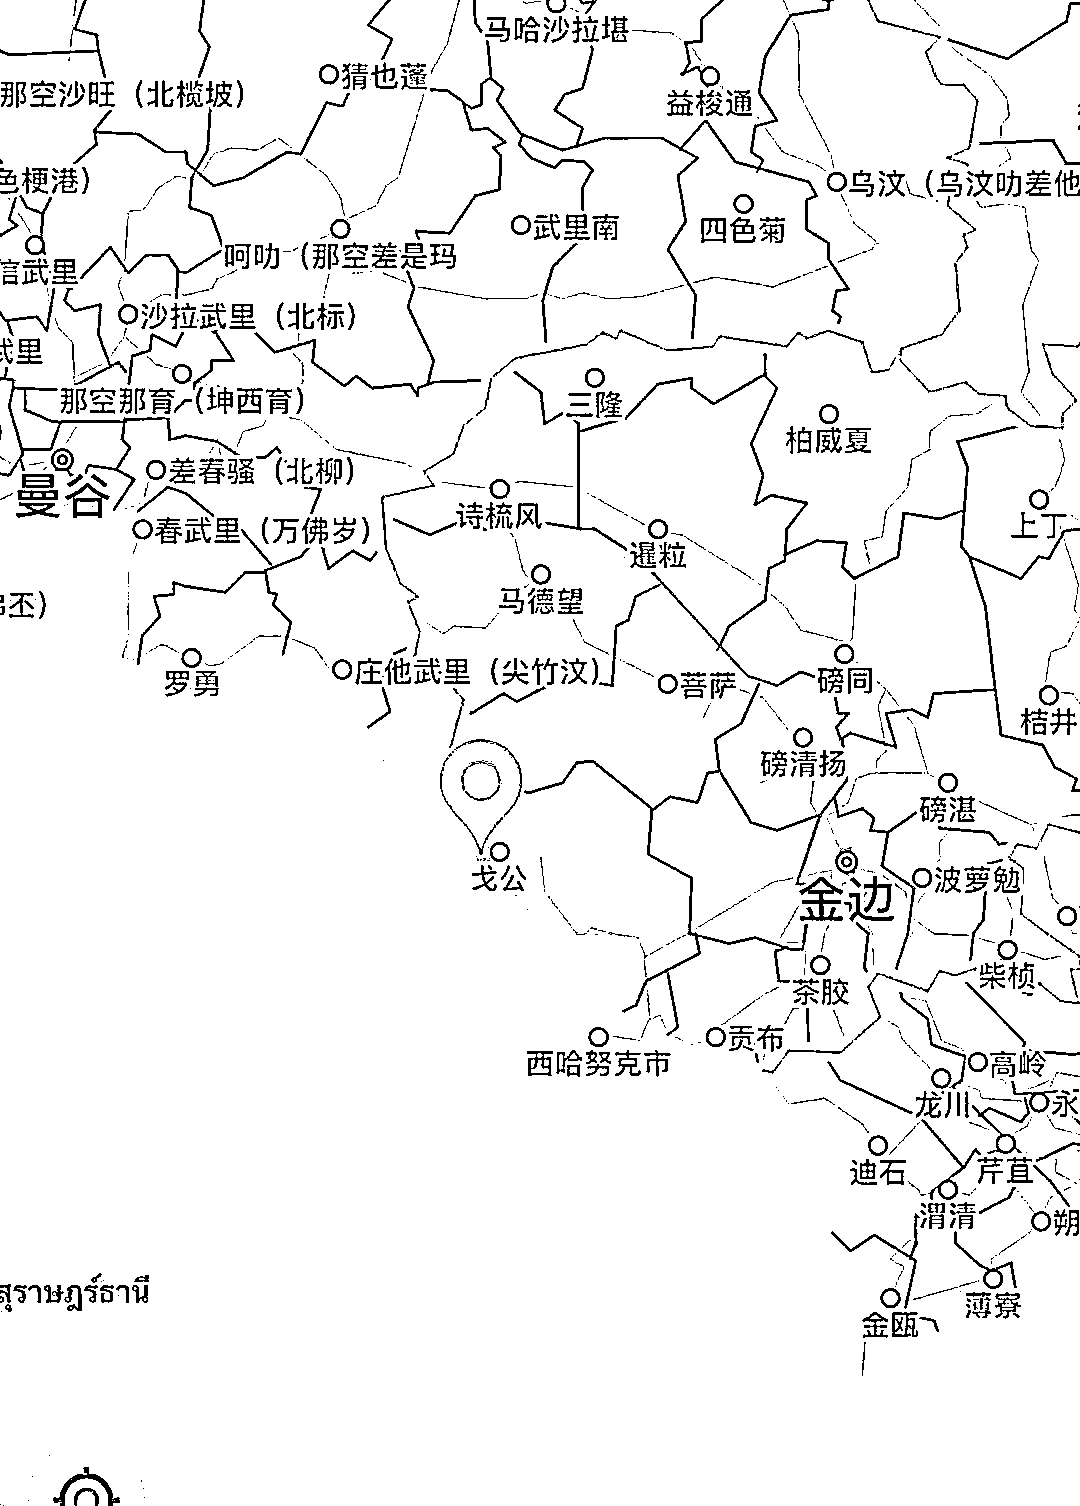 马哈沙拉堪
猜也蓬
那空沙旺（北榄坡）
益梭通
色梗港）
乌汶（乌汶叻差他
四色菊
武里南
呵叻（那空差是玛
信武里
沙拉武里（北标）
武里
那空那育（坤西育）
三隆
柏威夏
差春骚（北柳）
曼谷
诗梳风
上丁
春武里（万佛岁）
暹粒
马德望
弗丕）
庄他武里（尖竹汶）
罗勇
菩萨
磅同
桔井
磅清扬
磅湛
戈公
波萝勉
金边
柴桢
茶胶
贡布
西哈努克市
高岭
龙川
永
迪石
芹苴
渭清
朔
สุราษฎร์ธานี
薄寮
金瓯